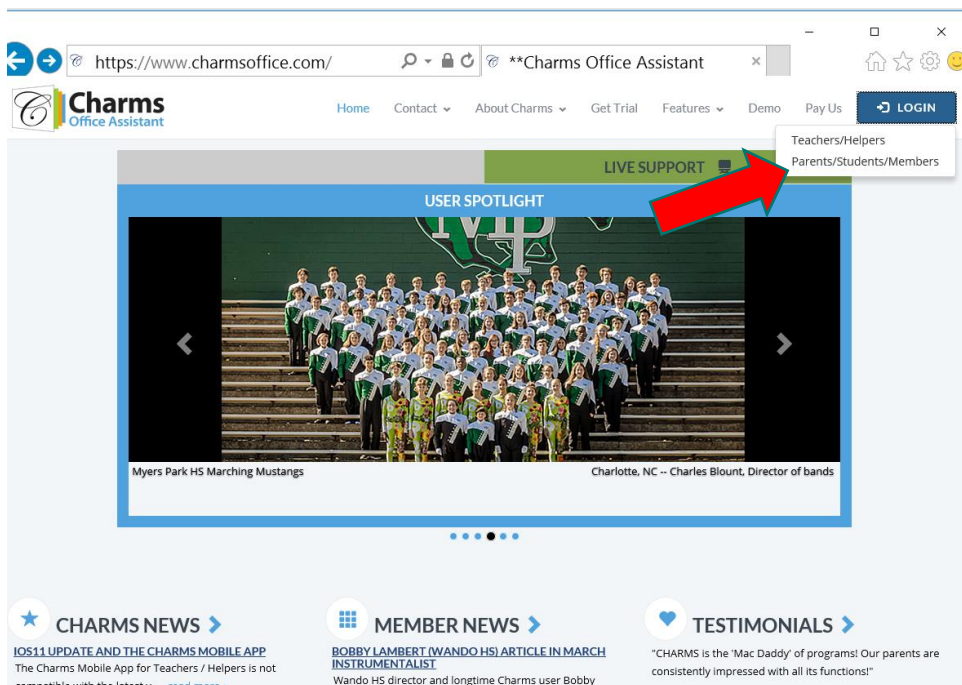 https://www.charmsoffice.com/
**Charms Office Assistant
Charms
Office Assistant
Home Contact About Charms Get Trial Features Demo Pay Us LOGIN
Teachers/Helpers
Parents/Students/Members
LIVE SUPPORT
USER SPOTLIGHT
MP
Myers Park HS Marching Mustangs Charlotte, NC -- Charles Blount, Director of bands
CHARMS NEWS
IOS11 UPDATE AND THE CHARMS MOBILE APP
The Charms Mobile App for Teachers / Helpers is not
MEMBER NEWS
BOBBY LAMBERT (WANDO HS) ARTICLE IN MARCH
INSTRUMENTALIST
Wando HS director and longtime Charms user Bobby
TESTIMONIALS
"CHARMS is the 'Mac Daddy' of programs! Our parents are
consistently impressed with all its functions!"